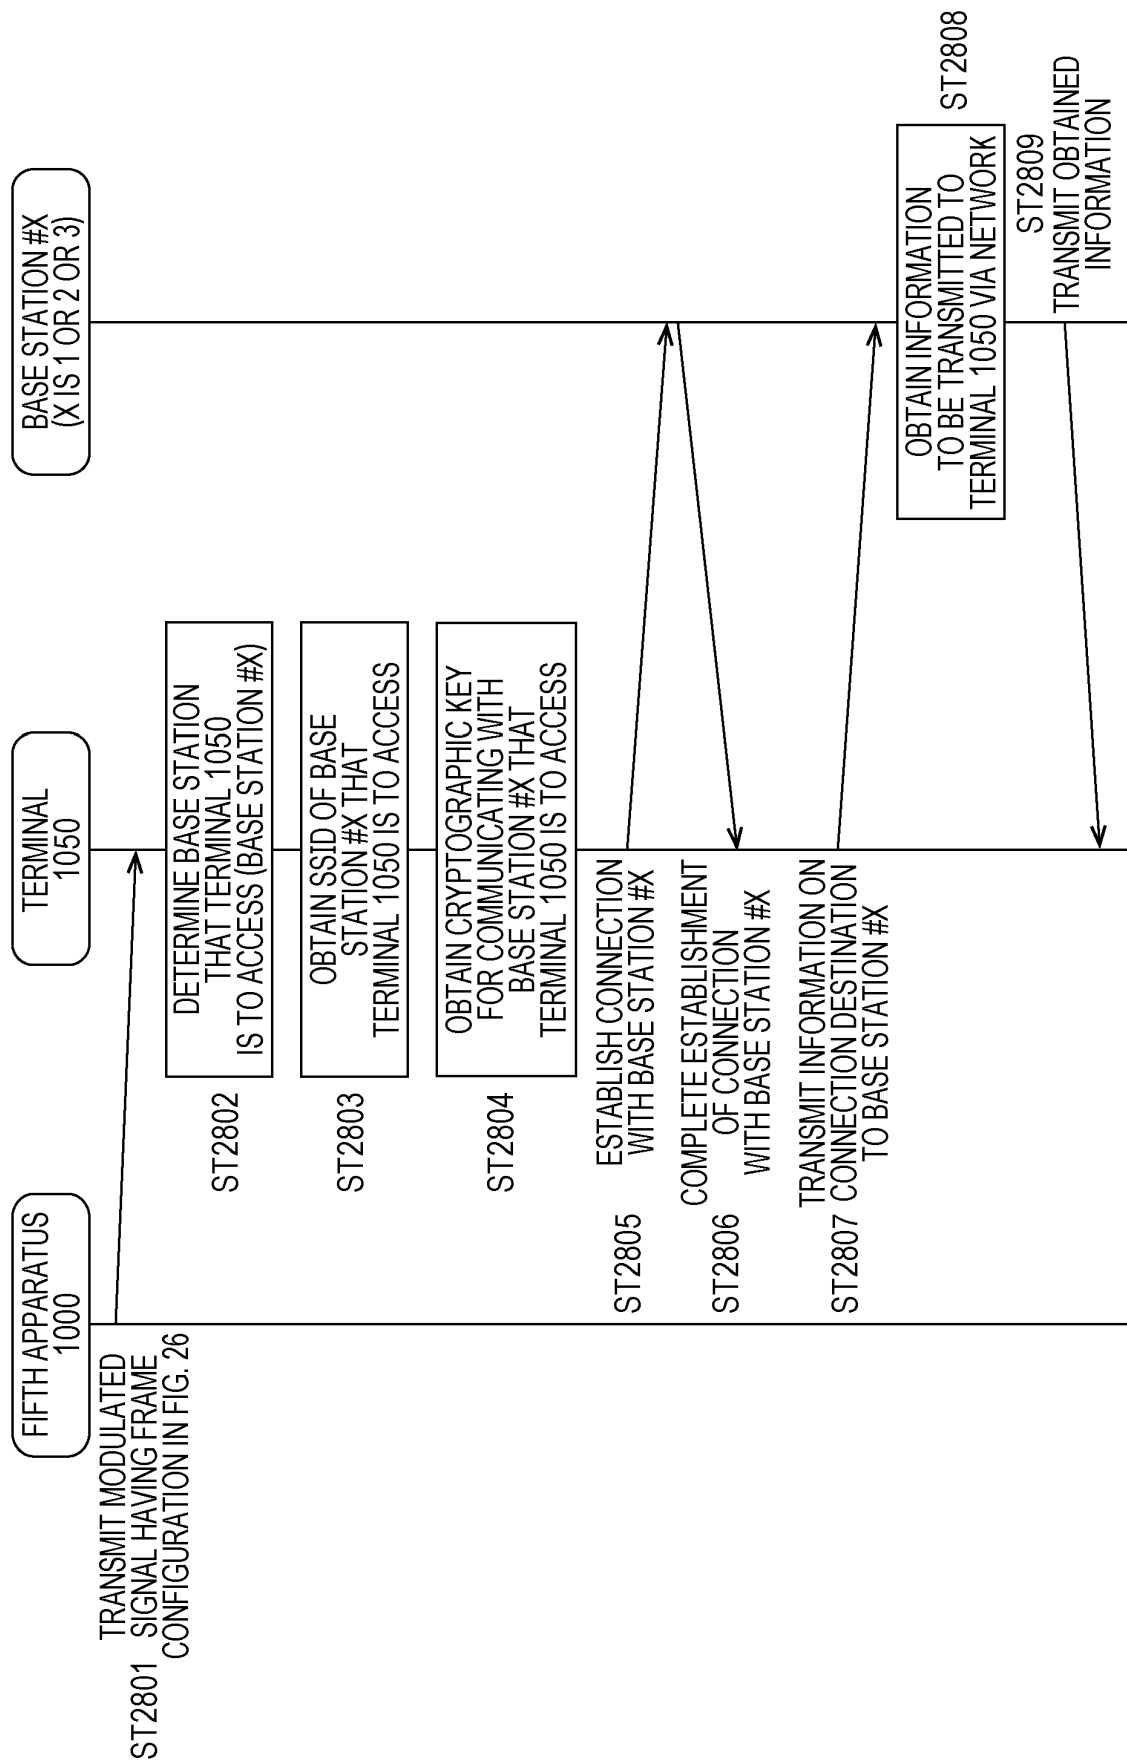 FIFTH APPARATUS
1000
TERMINAL
1050
BASE STATION #X
(X IS 1 OR 2 OR 3)
TRANSMIT MODULATED
ST2801 SIGNAL HAVING FRAME
CONFIGURATION IN FIG. 26
ST2802
DETERMINE BASE STATION
THAT TERMINAL 1050
IS TO ACCESS (BASE STATION #X)
ST2803
OBTAIN SSID OF BASE
STATION #X THAT
TERMINAL 1050 IS TO ACCESS
ST2804
OBTAIN CRYPTOGRAPHIC KEY
FOR COMMUNICATING WITH
BASE STATION #X THAT
TERMINAL 1050 IS TO ACCESS
ST2805
ESTABLISH CONNECTION
WITH BASE STATION #X
ST2806
COMPLETE ESTABLISHMENT
OF CONNECTION
WITH BASE STATION #X
TRANSMIT INFORMATION ON
ST2807 CONNECTION DESTINATION
TO BASE STATION #X
OBTAIN INFORMATION
TO BE TRANSMITTED TO
TERMINAL 1050 VIA NETWORK
ST2808
ST2809
TRANSMIT OBTAINED
INFORMATION